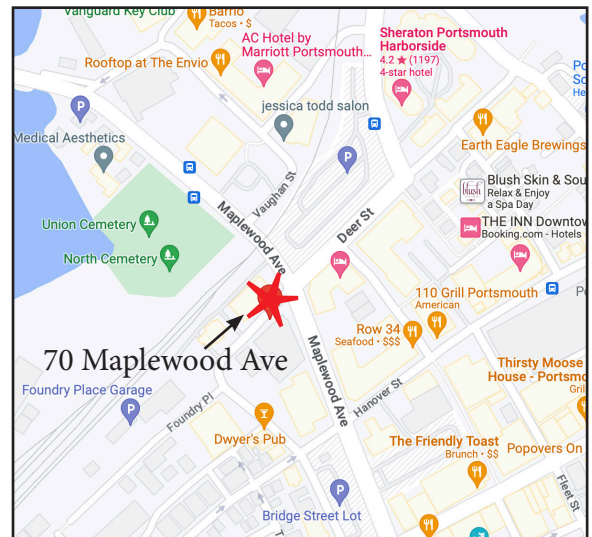 Vanguard Key Club
Barrio
Tacos • $
AC Hotel by
Marriott Portsmouth...
Sheraton Portsmouth
Harborside
4.2 ★ (1197)
4-star hotel
Rooftop at The Envio
P
jessica todd salon
Medical Aesthetics
P
Earth Eagle Brewings
Vaughan St
blush
Blush Skin & Sou
Relax & Enjoy
a Spa Day
Maplewood Ave
Deer St
Union Cemetery
THE INN Downtow
Booking.com - Hotels
North Cemetery
110 Grill Portsmouth
American
Row 34
Seafood • $$$
70 Maplewood Ave
Maplewood Ave
Thirsty Moose
House - Portsmo
Gril
Foundry Place Garage
P
Foundry Pl
Hanover St
Dwyer's Pub
The Friendly Toast
Brunch • $$
Popovers On
Fleet St
P
Bridge Street Lot